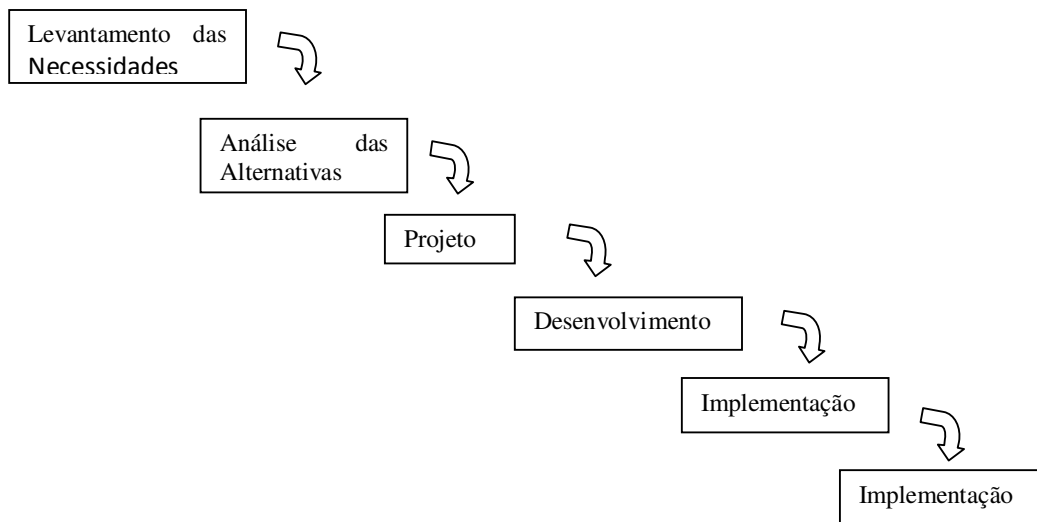 Levantamento das
Necessidades
Análise das
Alternativas
Projeto
Desenvolvimento
Implementação
Implementação